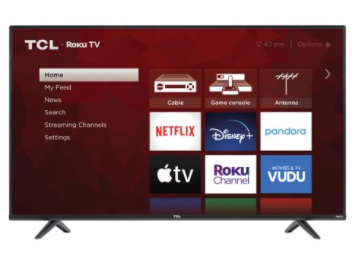 TCL · Roku TV
12:40 pm | Options
Home
My Feed
News
Search
Streaming Channels
Settings
Cable
Game console
Antenna
NETFLIX
Disney+
pandora
tv
Roku
Channel
MOVIES & TV
VUDU
TCL